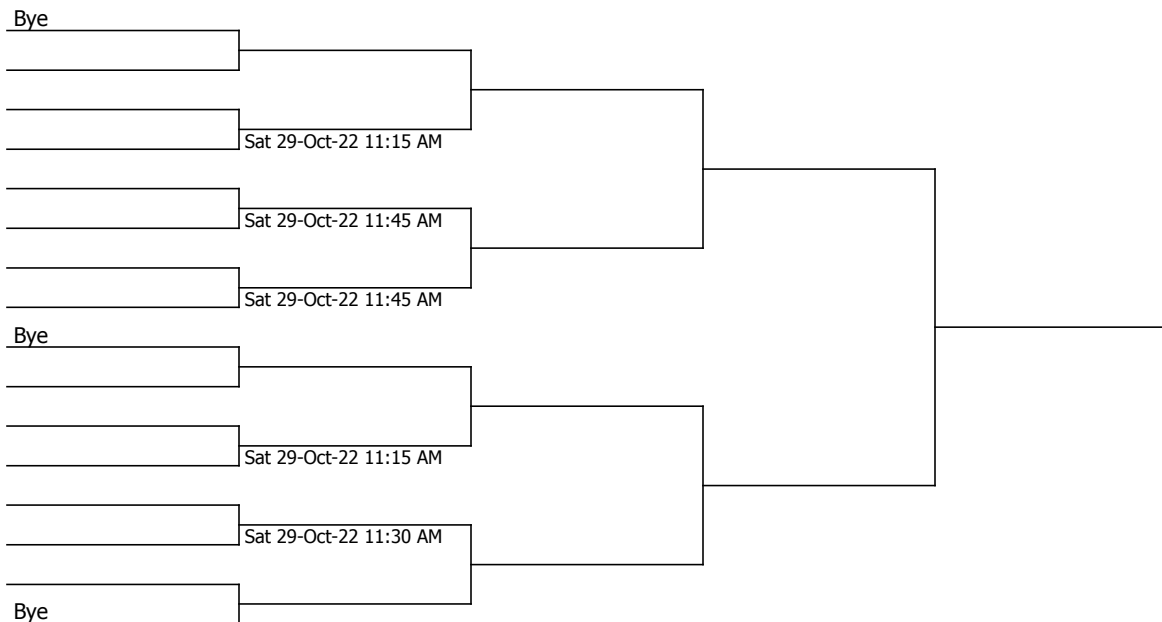 Bye
Sat 29-Oct-22 11:15 AM
Sat 29-Oct-22 11:45 AM
Sat 29-Oct-22 11:45 AM
Bye
Sat 29-Oct-22 11:15 AM
Sat 29-Oct-22 11:30 AM
Bye